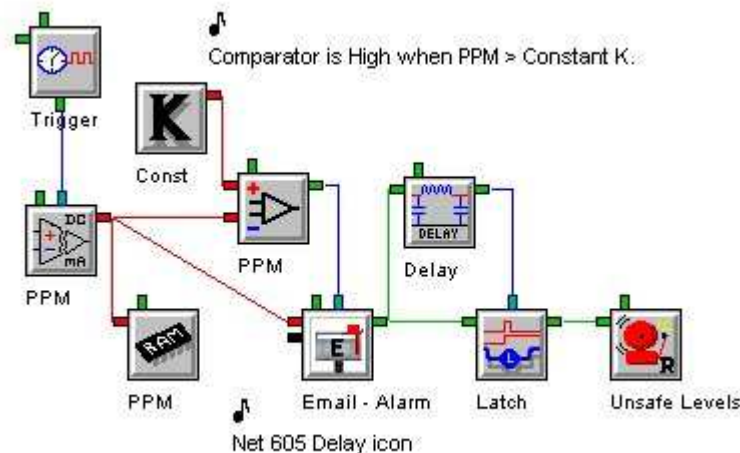 Comparator is High when PPM > Constant K.
Trigger
K
Const
DC
mA
PPM
PPM
DELAY
Delay
RAM
PPM
E
Email - Alarm
L
Latch
R
Unsafe Levels
Net 605 Delay icon